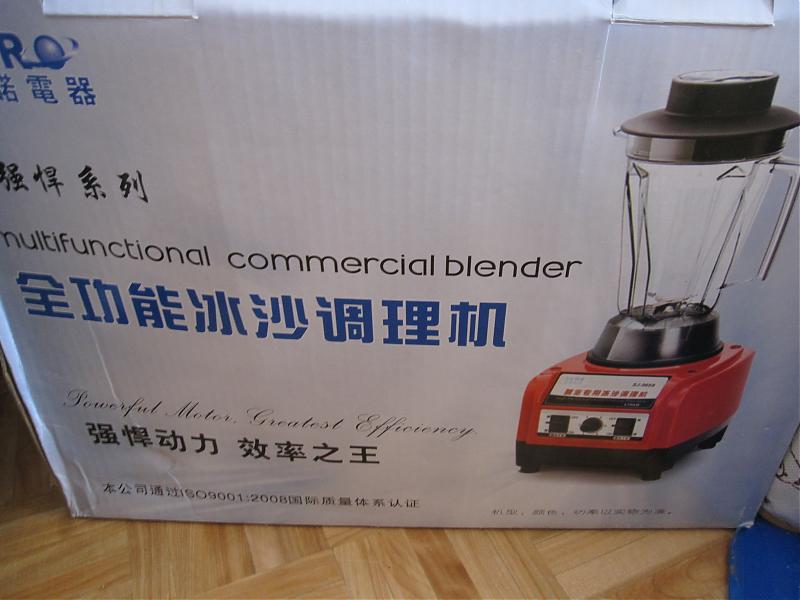 R
諾電器
强悍系列
multifunctional commercial blender
全功能冰沙调理机
Powerful Motor, Greatest Efficiency
强悍动力 效率之王
本公司通过ISO9001:2008国际质量体系认证
机型、颜色、功率以实物为准。